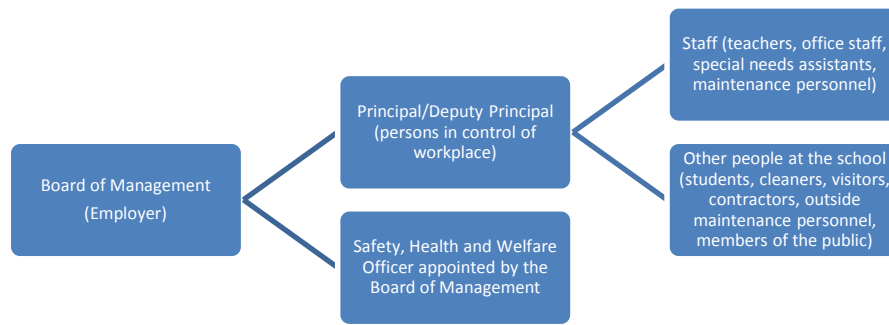 Board of Management
(Employer)
Principal/Deputy Principal
(persons in control of
workplace)
Safety, Health and Welfare
Officer appointed by the
Board of Management
Staff (teachers, office staff,
special needs assistants,
maintenance personnel)
Other people at the school
(students, cleaners, visitors,
contractors, outside
maintenance personnel,
members of the public)